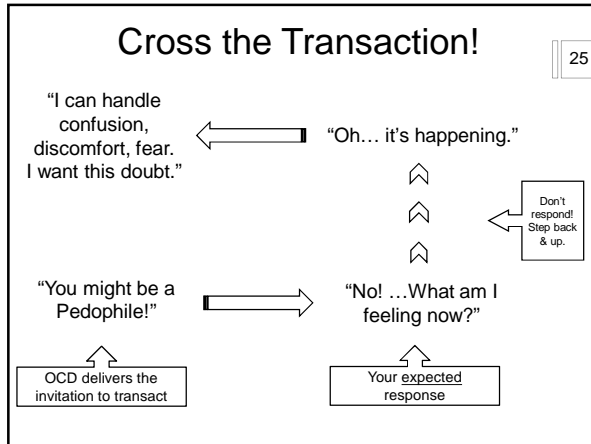 Cross the Transaction!
25
“I can handle
confusion,
discomfort, fear.
I want this doubt.”
“Oh… it’s happening.”
Don’t
respond!
Step back
& up.
“You might be a
Pedophile!”
“No! …What am I
feeling now?”
OCD delivers the
invitation to transact
Your expected
response